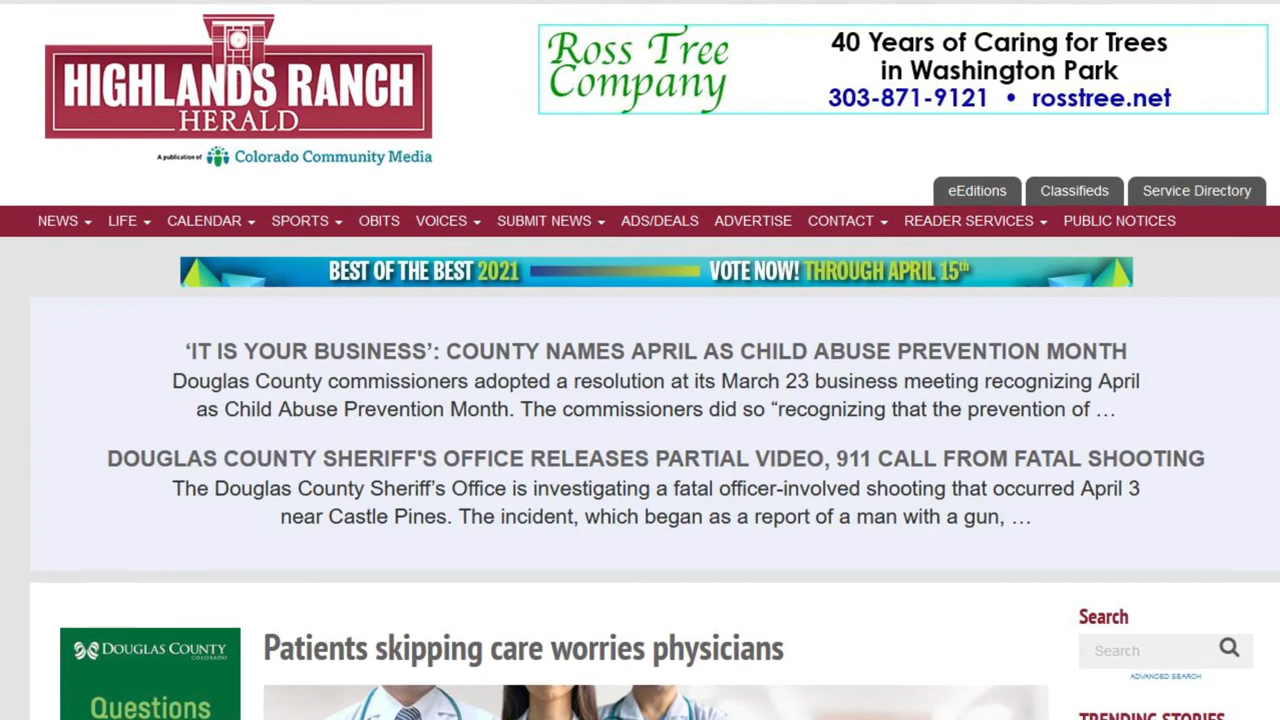 HIGHLANDS RANCH
HERALD
A publication of Colorado Community Media
Ross Tree
Company
40 Years of Caring for Trees
in Washington Park
303-871-9121 • rosstree.net
eEditions Classifieds Service Directory
NEWS LIFE CALENDAR SPORTS OBITS VOICES SUBMIT NEWS ADS/DEALS ADVERTISE CONTACT READER SERVICES PUBLIC NOTICES
BEST OF THE BEST 2021 VOTE NOW! THROUGH APRIL 15th
‘IT IS YOUR BUSINESS’: COUNTY NAMES APRIL AS CHILD ABUSE PREVENTION MONTH
Douglas County commissioners adopted a resolution at its March 23 business meeting recognizing April
as Child Abuse Prevention Month. The commissioners did so “recognizing that the prevention of …
DOUGLAS COUNTY SHERIFF'S OFFICE RELEASES PARTIAL VIDEO, 911 CALL FROM FATAL SHOOTING
The Douglas County Sheriff’s Office is investigating a fatal officer-involved shooting that occurred April 3
near Castle Pines. The incident, which began as a report of a man with a gun, …
DOUGLAS COUNTY
COLORADO
Questions
Patients skipping care worries physicians
Search
Search
ADVANCED SEARCH
TRENDING STORIES